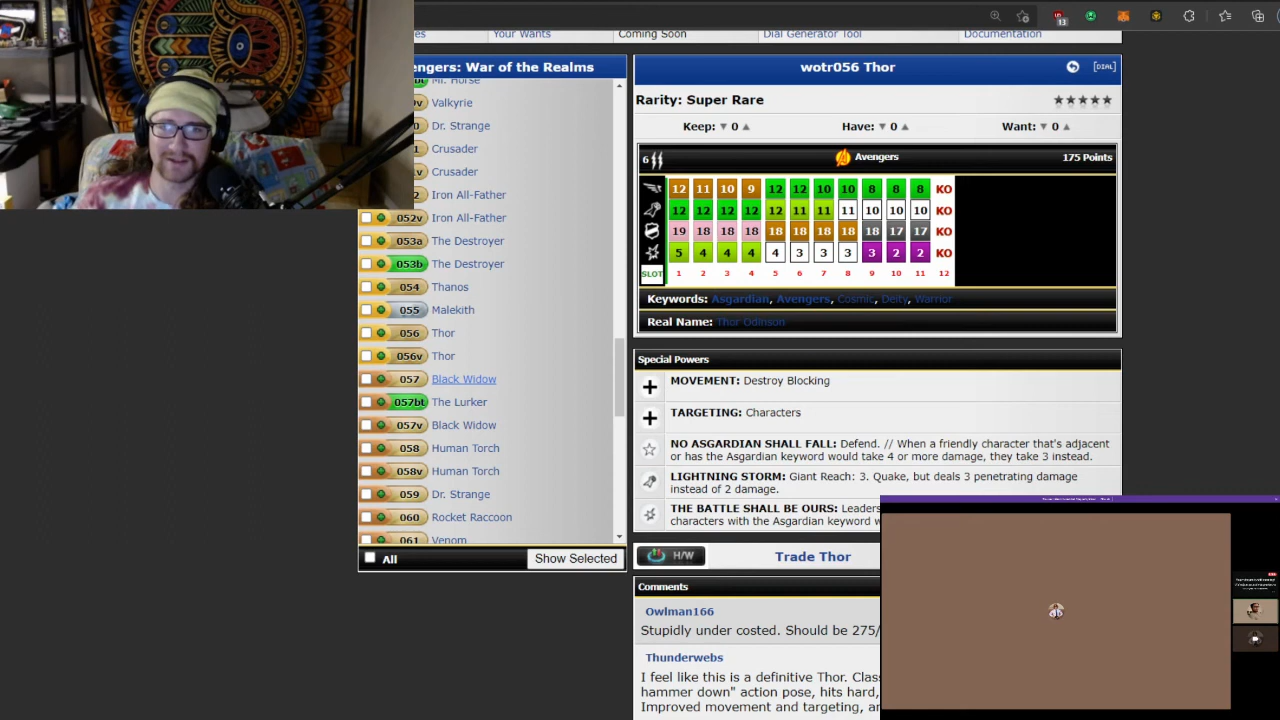 13
Your Wants
Coming Soon
Dial Generator Tool
Documentation
engers: War of the Realms
Mr. Horse
Valkyrie
Dr. Strange
Crusader
Crusader
Iron All-Father
052v Iron All-Father
053a The Destroyer
053b The Destroyer
054 Thanos
055 Malekith
056 Thor
056v Thor
057 Black Widow
057bt The Lurker
057v Black Widow
058 Human Torch
058v Human Torch
059 Dr. Strange
060 Rocket Raccoon
061 Venom
All Show Selected
wotr056 Thor [DIAL]
Rarity: Super Rare
Keep: 0 Have: 0 Want: 0
6 Avengers 175 Points
12 11 10 9 12 12 10 10 8 8 8 KO
12 12 12 12 12 11 11 11 10 10 10 KO
19 18 18 18 18 18 18 18 18 17 17 KO
5 4 4 4 4 3 3 3 3 2 2 KO
SLOT 1 2 3 4 5 6 7 8 9 10 11 12
Keywords: Asgardian, Avengers, Cosmic, Deity, Warrior
Real Name: Thor Odinson
Special Powers
MOVEMENT: Destroy Blocking
TARGETING: Characters
NO ASGARDIAN SHALL FALL: Defend. // When a friendly character that's adjacent
or has the Asgardian keyword would take 4 or more damage, they take 3 instead.
LIGHTNING STORM: Giant Reach: 3. Quake, but deals 3 penetrating damage
instead of 2 damage.
THE BATTLE SHALL BE OURS: Leaders
characters with the Asgardian keyword w
H/W Trade Thor
Comments
Owlman166
Stupidly under costed. Should be 275/
Thunderwebs
I feel like this is a definitive Thor. Clas
hammer down" action pose, hits hard,
Improved movement and targeting, ar